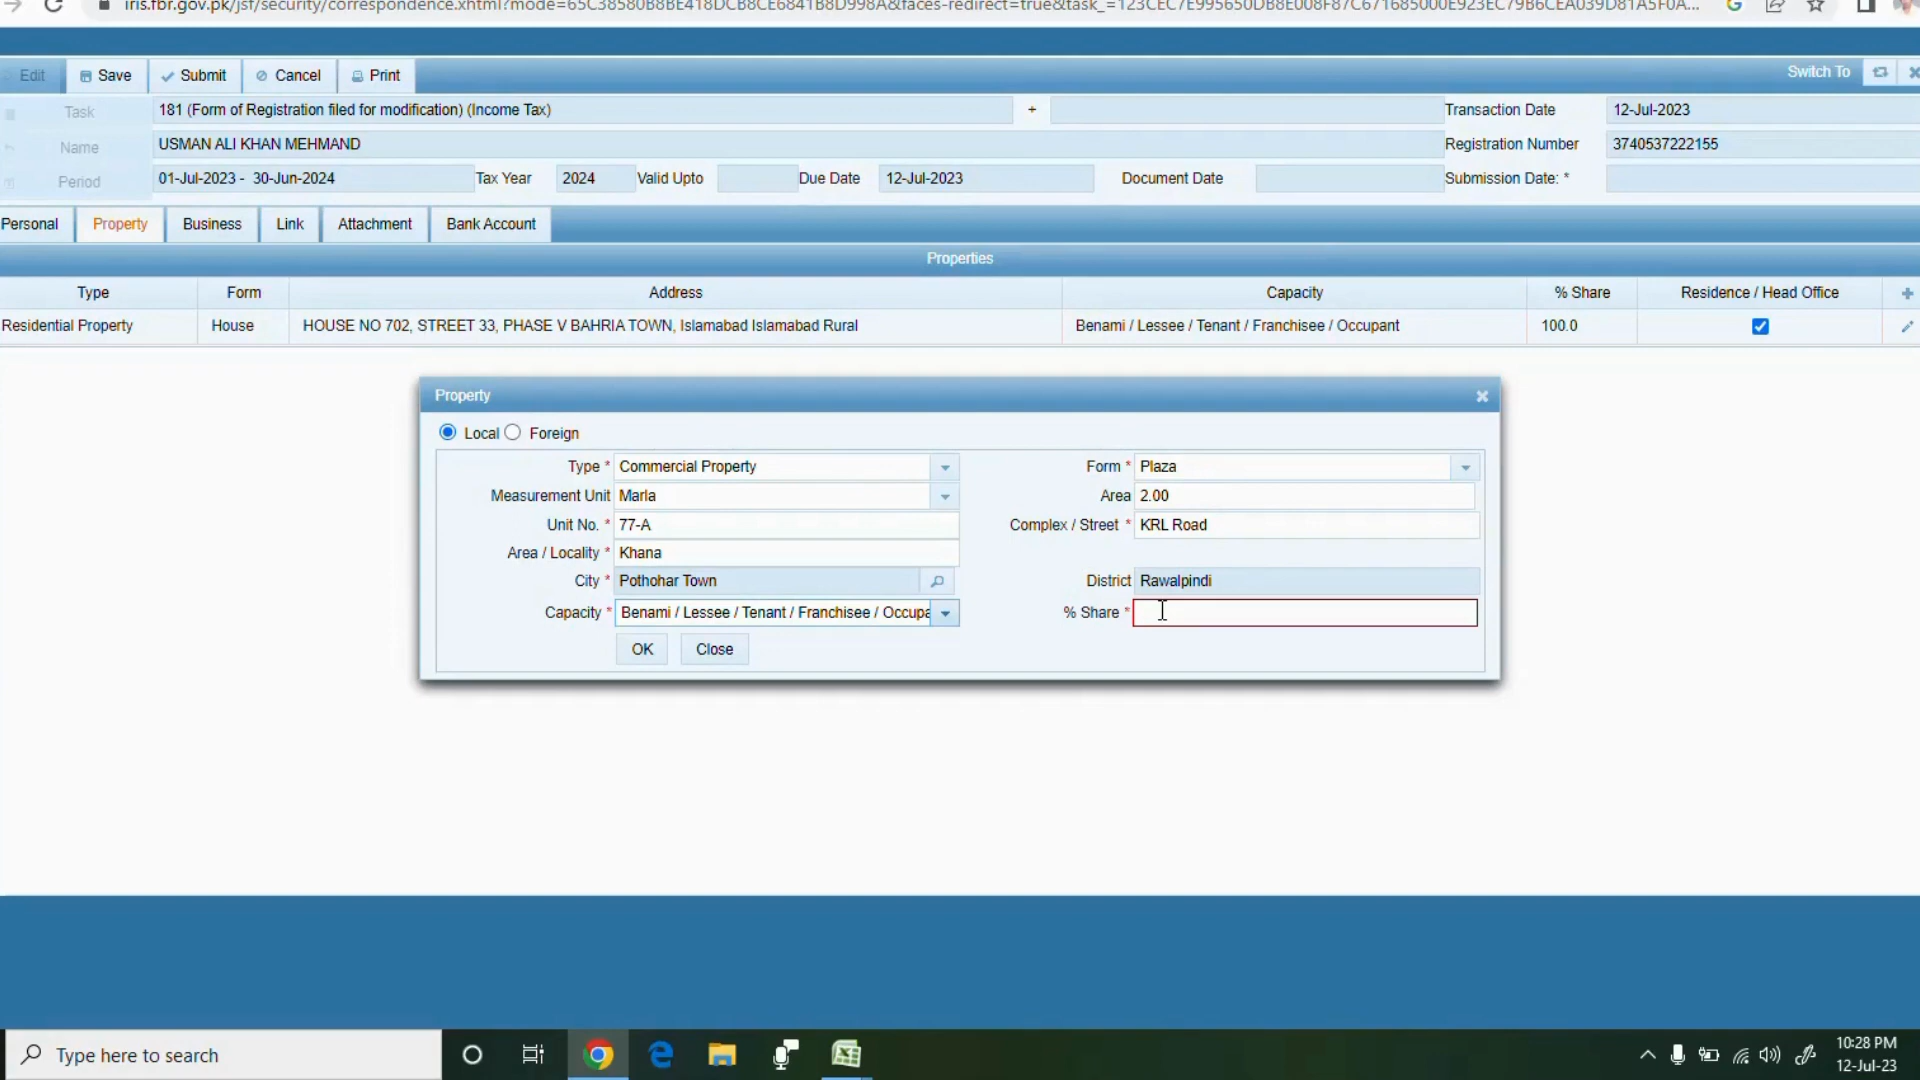 iris.fbr.gov.pk/jsf/security/correspondence.xhtml?mode=65C38580B8BE418DCB8CE6841B8D998A&faces-redirect=true&task_=123CEC7E995650DB8E008F87C671685000E923EC79B6CEA039D81A5F0A...
Edit Save Submit Cancel Print Switch To
Task 181 (Form of Registration filed for modification) (Income Tax) + Transaction Date 12-Jul-2023
Name USMAN ALI KHAN MEHMAND Registration Number 3740537222155
Period 01-Jul-2023 - 30-Jun-2024 Tax Year 2024 Valid Upto Due Date 12-Jul-2023 Document Date Submission Date: *
Personal Property Business Link Attachment Bank Account
Properties
Type Form Address Capacity % Share Residence / Head Office
Residential Property House HOUSE NO 702, STREET 33, PHASE V BAHRIA TOWN, Islamabad Islamabad Rural Benami / Lessee / Tenant / Franchisee / Occupant 100.0
Property
Local Foreign
Type * Commercial Property Form * Plaza
Measurement Unit Marla Area 2.00
Unit No. * 77-A Complex / Street * KRL Road
Area / Locality * Khana
City * Pothohar Town District Rawalpindi
Capacity * Benami / Lessee / Tenant / Franchisee / Occupa % Share *
OK Close
Type here to search
10:28 PM
12-Jul-23